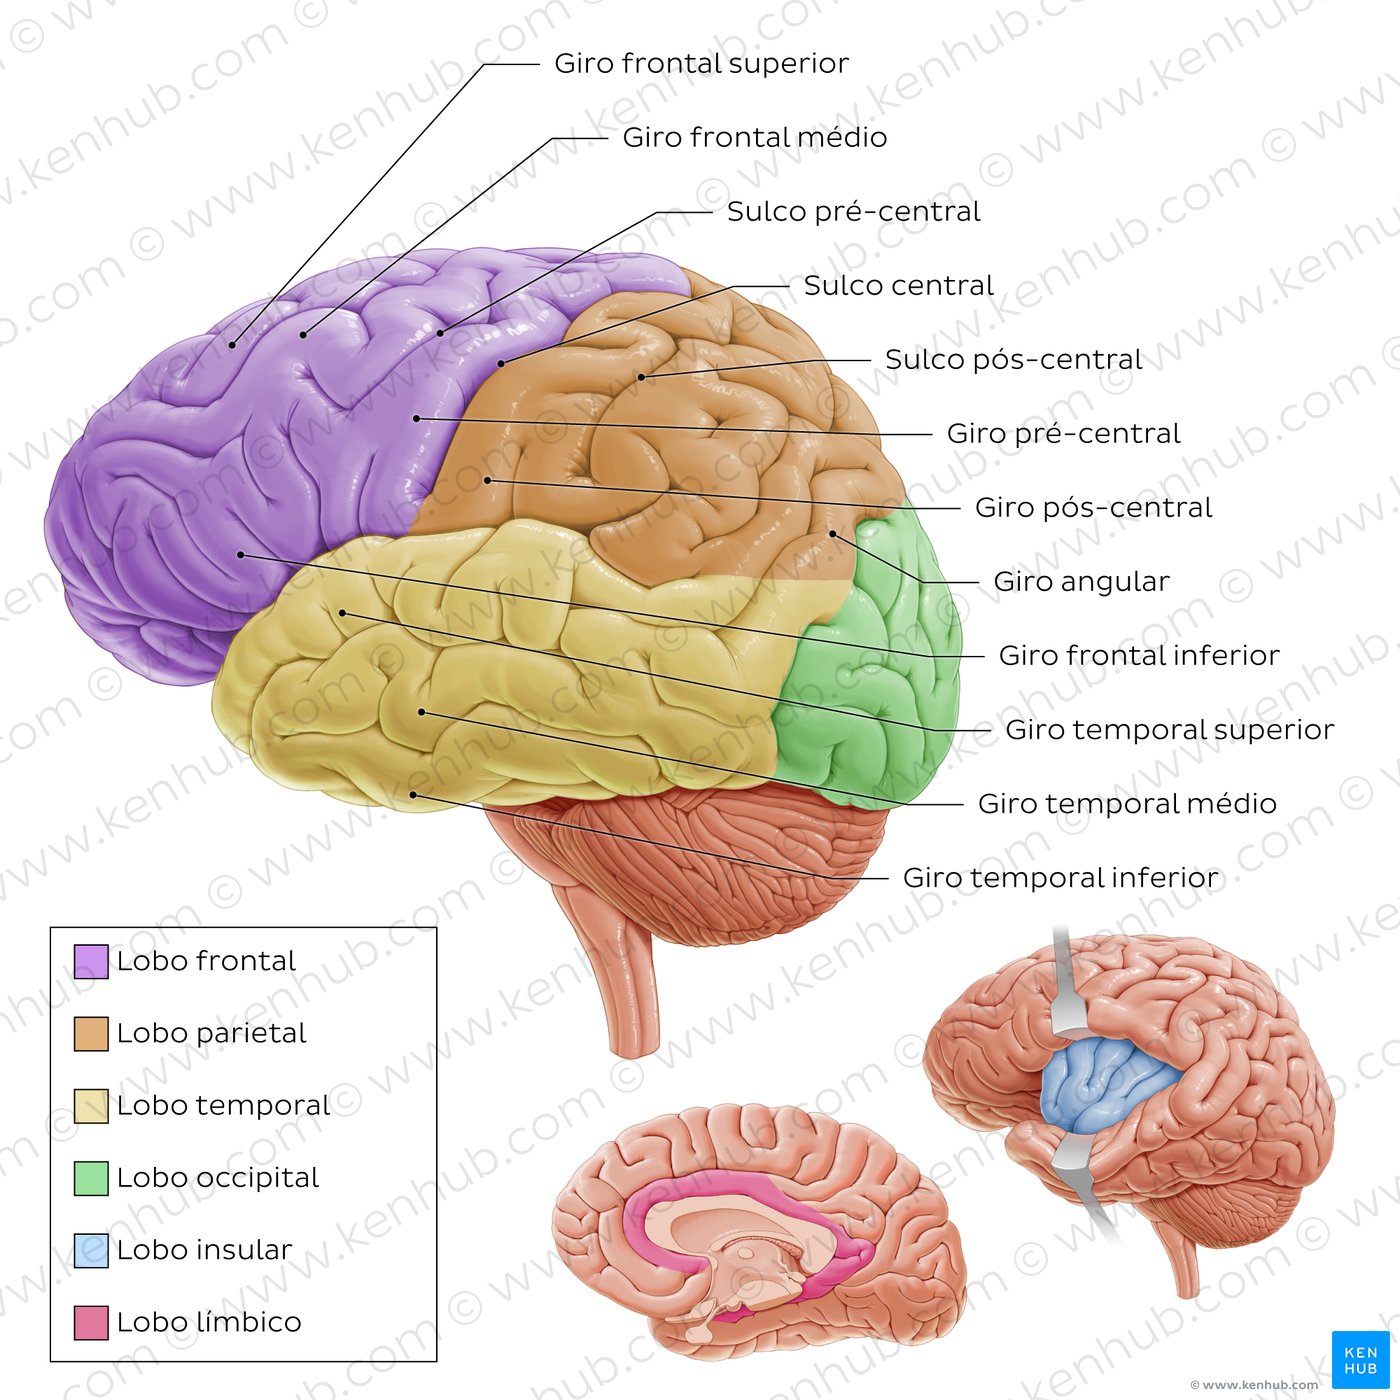 Giro frontal superior
Giro frontal médio
Sulco pré-central
Sulco central
Sulco pós-central
Giro pré-central
Giro pós-central
Giro angular
Giro frontal inferior
Giro temporal superior
Giro temporal médio
Giro temporal inferior
Lobo frontal
Lobo parietal
Lobo temporal
Lobo occipital
Lobo insular
Lobo límbico
KEN
HUB
© www.kenhub.com